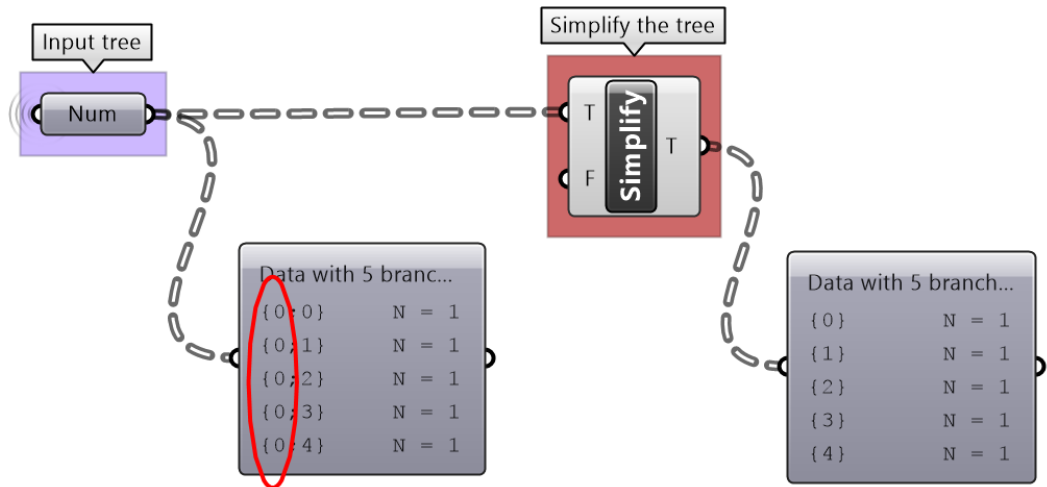 Input tree
Simplify the tree
Num
T
F
Simplify
T
Data with 5 branc...
{0;0} N = 1
{0;1} N = 1
{0;2} N = 1
{0;3} N = 1
{0;4} N = 1
Data with 5 branch...
{0} N = 1
{1} N = 1
{2} N = 1
{3} N = 1
{4} N = 1